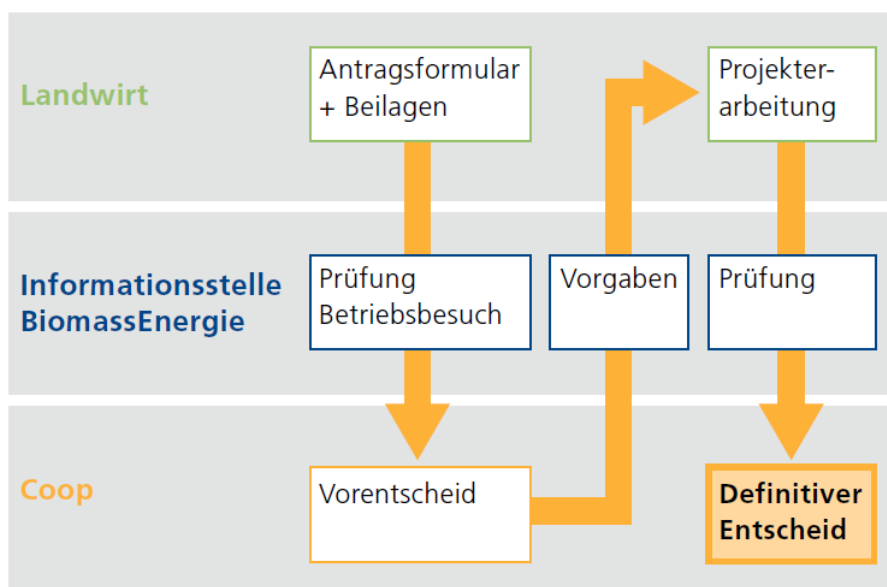 Landwirt
Antragsformular
+ Beilagen
Projekter-
arbeitung
Informationsstelle
BiomassEnergie
Prüfung
Betriebsbesuch
Vorgaben
Prüfung
Coop
Vorentscheid
Definitiver
Entscheid